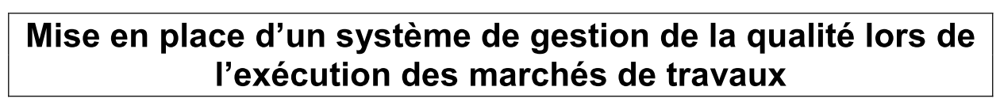 Mise en place d’un système de gestion de la qualité lors de
l’exécution des marchés de travaux